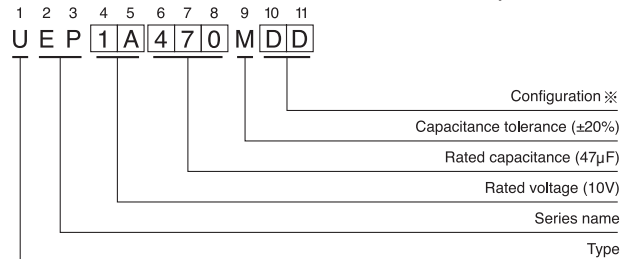 1 2 3 4 5 6 7 8 9 10 11
U E P 1 A 4 7 0 M D D
Configuration ※
Capacitance tolerance (±20%)
Rated capacitance (47µF)
Rated voltage (10V)
Series name
Type